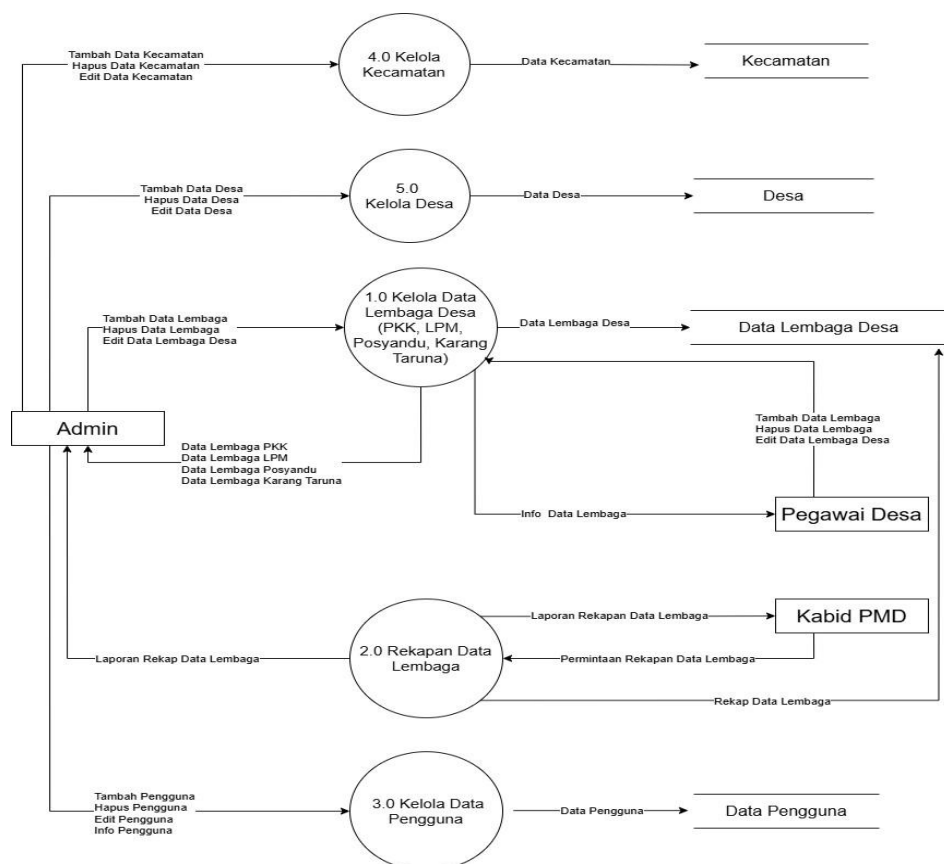 Tambah Data Kecamatan
Hapus Data Kecamatan
Edit Data Kecamatan
4.0 Kelola
Kecamatan
Data Kecamatan
Kecamatan
Tambah Data Desa
Hapus Data Desa
Edit Data Desa
5.0
Kelola Desa
Data Desa
Desa
Tambah Data Lembaga
Hapus Data Lembaga
Edit Data Lembaga Desa
1.0 Kelola Data
Lembaga Desa
(PKK, LPM,
Posyandu, Karang
Taruna)
Data Lembaga Desa
Data Lembaga Desa
Admin
Data Lembaga PKK
Data Lembaga LPM
Data Lembaga Posyandu
Data Lembaga Karang Taruna
Tambah Data Lembaga
Hapus Data Lembaga
Edit Data Lembaga Desa
Info Data Lembaga
Pegawai Desa
Laporan Rekapan Data Lembaga
Kabid PMD
Laporan Rekap Data Lembaga
2.0 Rekapan Data
Lembaga
Permintaan Rekapan Data Lembaga
Rekap Data Lembaga
Tambah Pengguna
Hapus Pengguna
Edit Pengguna
Info Pengguna
3.0 Kelola Data
Pengguna
Data Pengguna
Data Pengguna